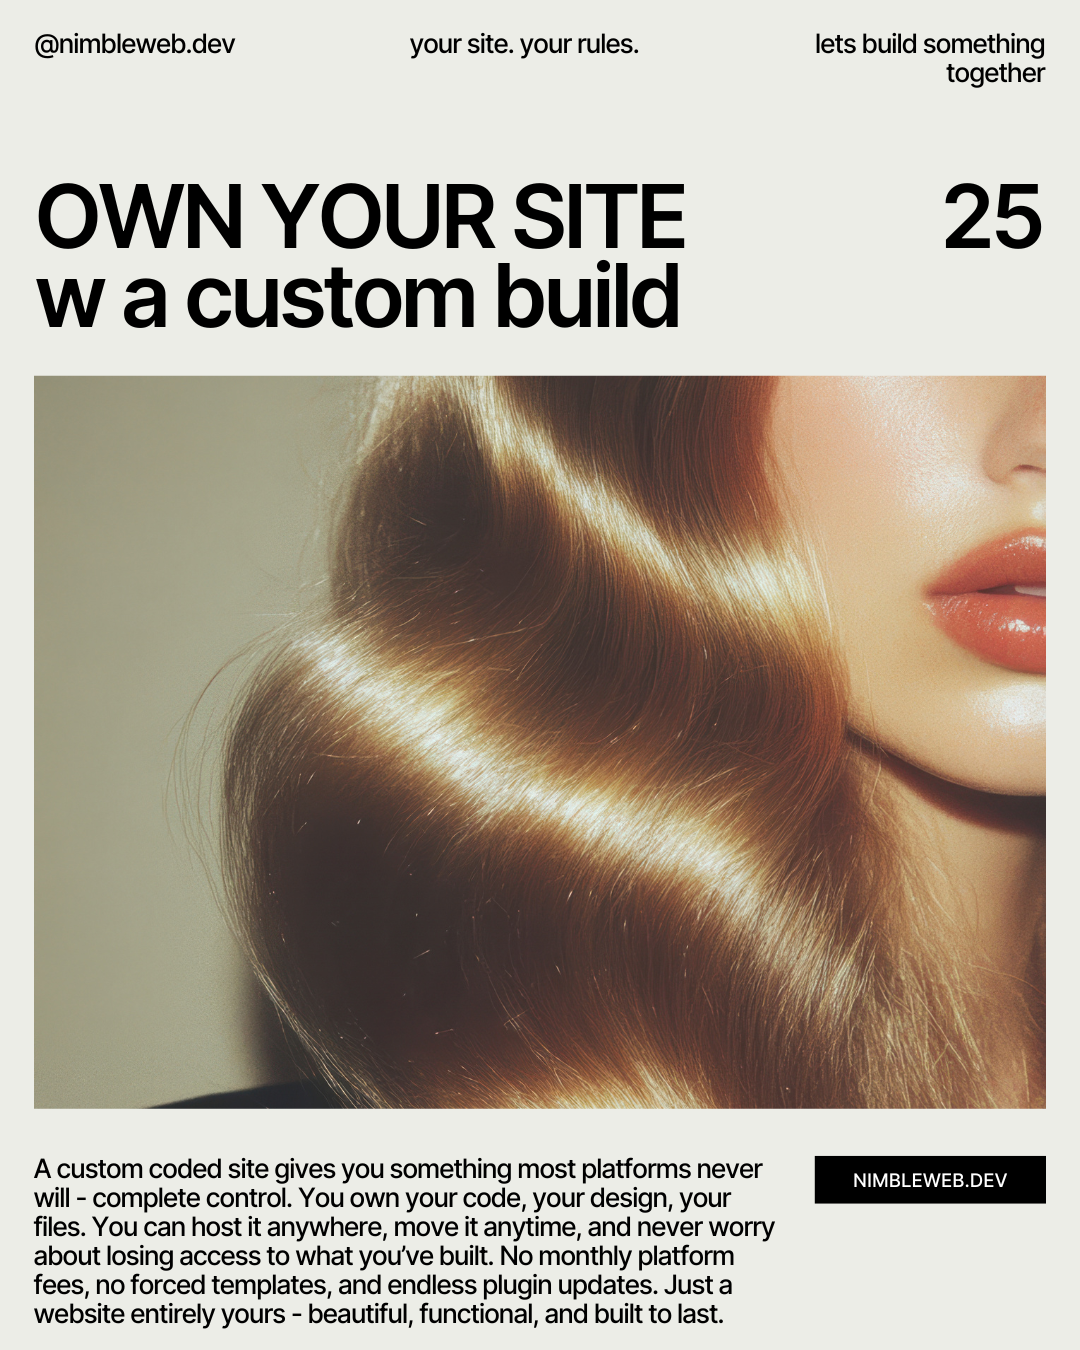 @nimbleweb.dev
your site. your rules.
lets build something
together
OWN YOUR SITE
w a custom build
25
A custom coded site gives you something most platforms never
will - complete control. You own your code, your design, your
files. You can host it anywhere, move it anytime, and never worry
about losing access to what you’ve built. No monthly platform
fees, no forced templates, and endless plugin updates. Just a
website entirely yours - beautiful, functional, and built to last.
NIMBLEWEB.DEV